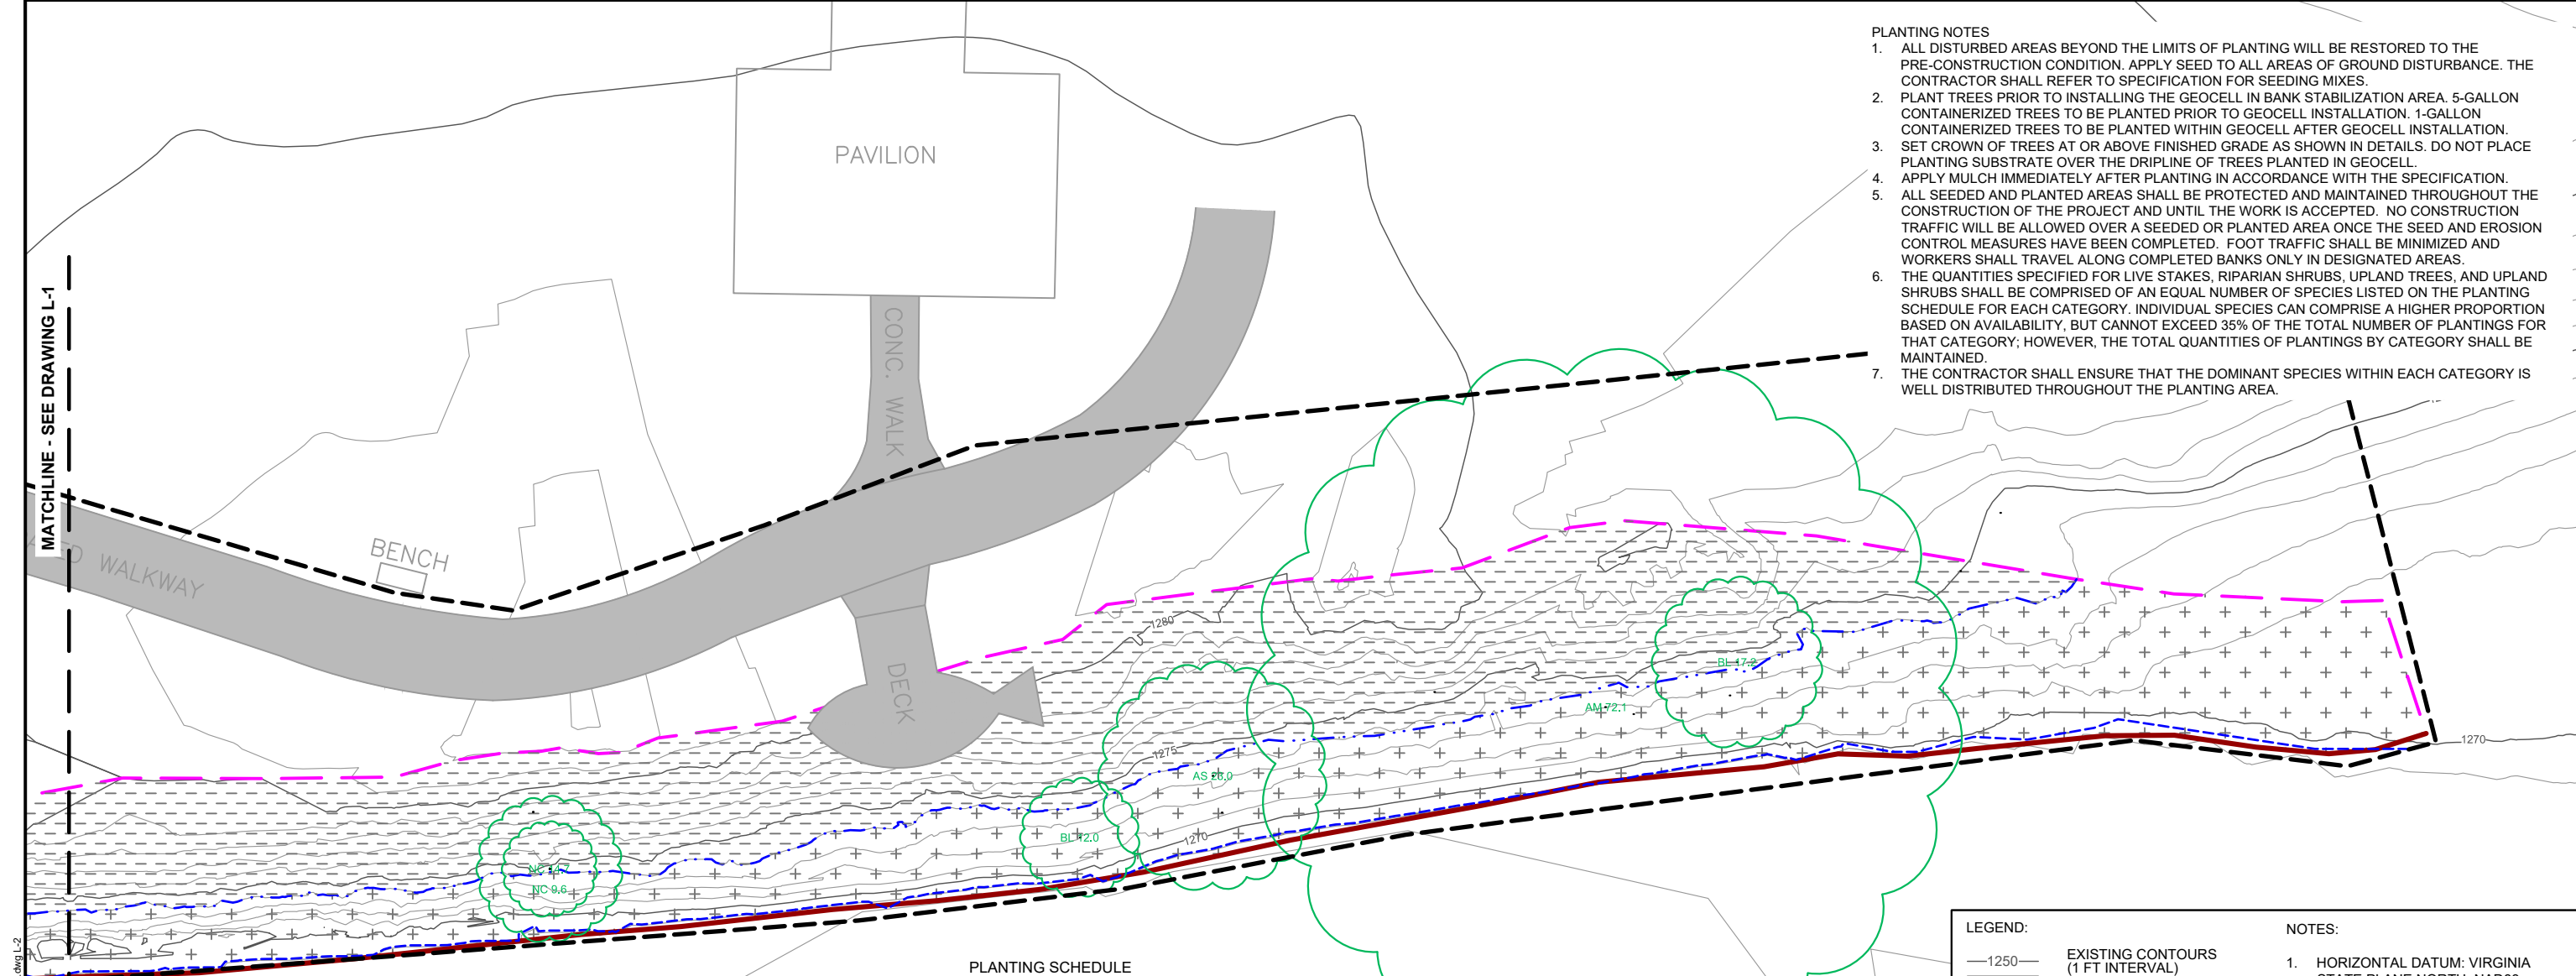 PLANTING NOTES
1. ALL DISTURBED AREAS BEYOND THE LIMITS OF PLANTING WILL BE RESTORED TO THE
PRE-CONSTRUCTION CONDITION. APPLY SEED TO ALL AREAS OF GROUND DISTURBANCE. THE
CONTRACTOR SHALL REFER TO SPECIFICATION FOR SEEDING MIXES.
2. PLANT TREES PRIOR TO INSTALLING THE GEOCELL IN BANK STABILIZATION AREA. 5-GALLON
CONTAINERIZED TREES TO BE PLANTED PRIOR TO GEOCELL INSTALLATION. 1-GALLON
CONTAINERIZED TREES TO BE PLANTED WITHIN GEOCELL AFTER GEOCELL INSTALLATION.
3. SET CROWN OF TREES AT OR ABOVE FINISHED GRADE AS SHOWN IN DETAILS. DO NOT PLACE
PLANTING SUBSTRATE OVER THE DRIPLINE OF TREES PLANTED IN GEOCELL.
4. APPLY MULCH IMMEDIATELY AFTER PLANTING IN ACCORDANCE WITH THE SPECIFICATION.
5. ALL SEEDED AND PLANTED AREAS SHALL BE PROTECTED AND MAINTAINED THROUGHOUT THE
CONSTRUCTION OF THE PROJECT AND UNTIL THE WORK IS ACCEPTED. NO CONSTRUCTION
TRAFFIC WILL BE ALLOWED OVER A SEEDED OR PLANTED AREA ONCE THE SEED AND EROSION
CONTROL MEASURES HAVE BEEN COMPLETED. FOOT TRAFFIC SHALL BE MINIMIZED AND
WORKERS SHALL TRAVEL ALONG COMPLETED BANKS ONLY IN DESIGNATED AREAS.
6. THE QUANTITIES SPECIFIED FOR LIVE STAKES, RIPARIAN SHRUBS, UPLAND TREES, AND UPLAND
SHRUBS SHALL BE COMPRISED OF AN EQUAL NUMBER OF SPECIES LISTED ON THE PLANTING
SCHEDULE FOR EACH CATEGORY. INDIVIDUAL SPECIES CAN COMPRISE A HIGHER PROPORTION
BASED ON AVAILABILITY, BUT CANNOT EXCEED 35% OF THE TOTAL NUMBER OF PLANTINGS FOR
THAT CATEGORY; HOWEVER, THE TOTAL QUANTITIES OF PLANTINGS BY CATEGORY SHALL BE
MAINTAINED.
7. THE CONTRACTOR SHALL ENSURE THAT THE DOMINANT SPECIES WITHIN EACH CATEGORY IS
WELL DISTRIBUTED THROUGHOUT THE PLANTING AREA.
PAVILION
CONC. WALK
MATCHLINE - SEE DRAWING L-1
BENCH
WALKWAY
DECK
1280
BL 17.2
AM 72.1
1270
1275
AS 28.0
BL 12.0
1270
NC 14.7
NC 9.6
.dwg L-2
PLANTING SCHEDULE
LEGEND:
1250
EXISTING CONTOURS
(1 FT INTERVAL)
NOTES:
1. HORIZONTAL DATUM: VIRGINIA